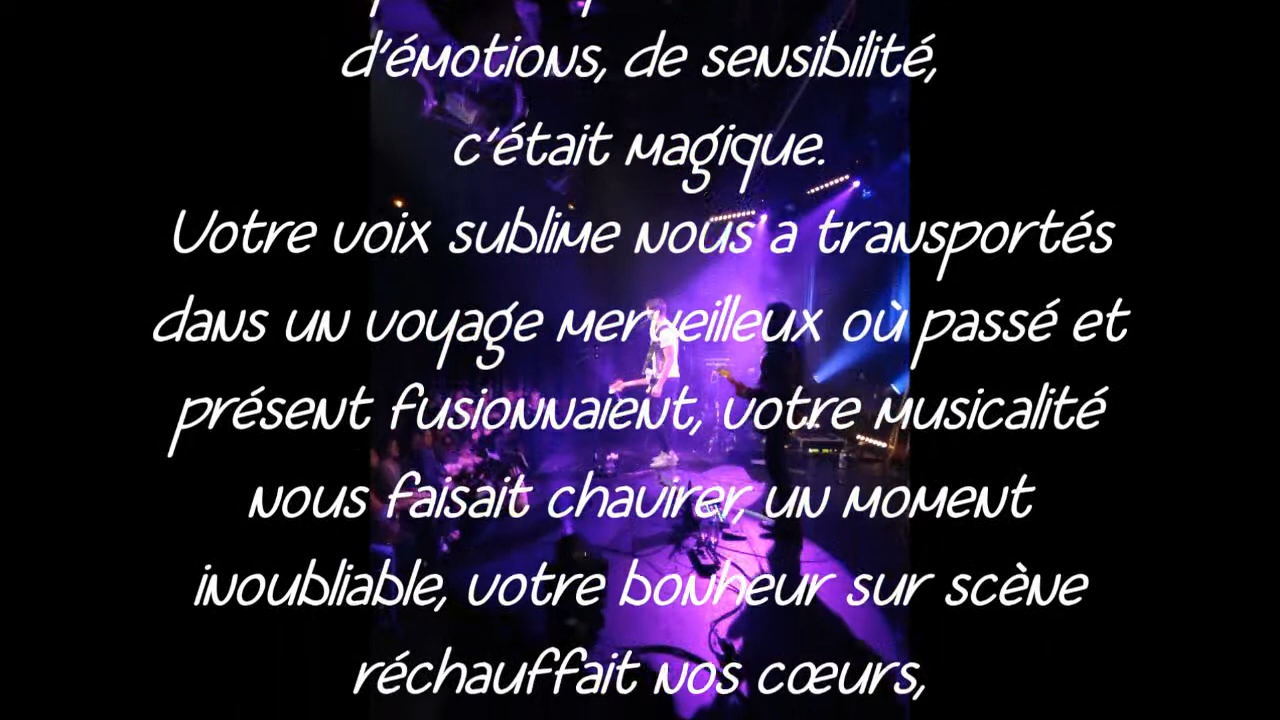 d'émotions, de sensibilité,
c'était magique.
Votre voix sublime nous a transportés
dans un voyage merveilleux où passé et
présent fusionnaient, votre musicalité
nous faisait chavirer, un moment
inoubliable, votre bonheur sur scène
réchauffait nos cœurs,